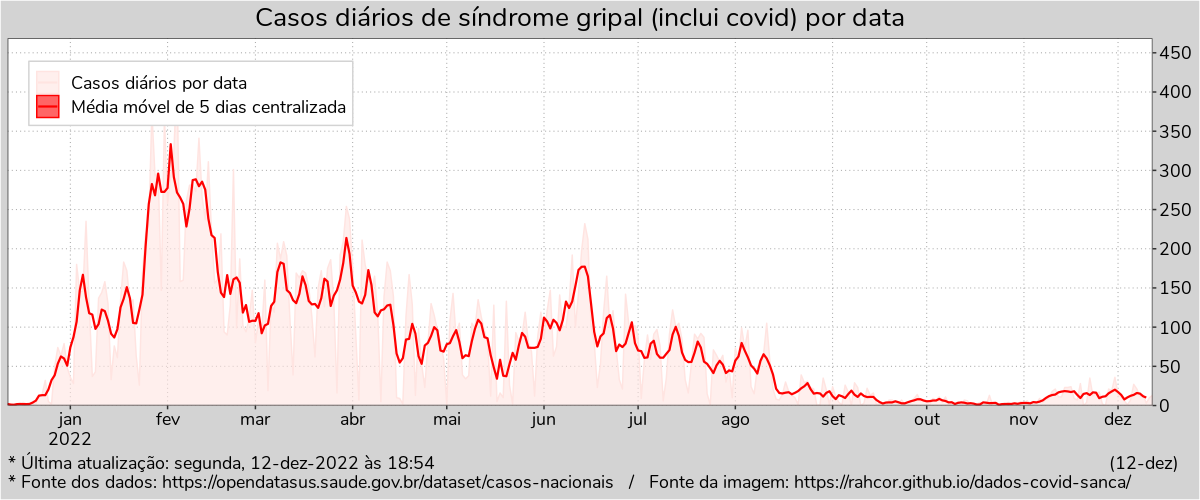 Casos diários de síndrome gripal (inclui covid) por data
Casos diários por data
Média móvel de 5 dias centralizada
450
400
350
300
250
200
150
100
50
0
jan fev mar abr mai jun jul ago set out nov dez
2022
* Última atualização: segunda, 12-dez-2022 às 18:54 (12-dez)
* Fonte dos dados: https://opendatasus.saude.gov.br/dataset/casos-nacionais / Fonte da imagem: https://rahcor.github.io/dados-covid-sanca/